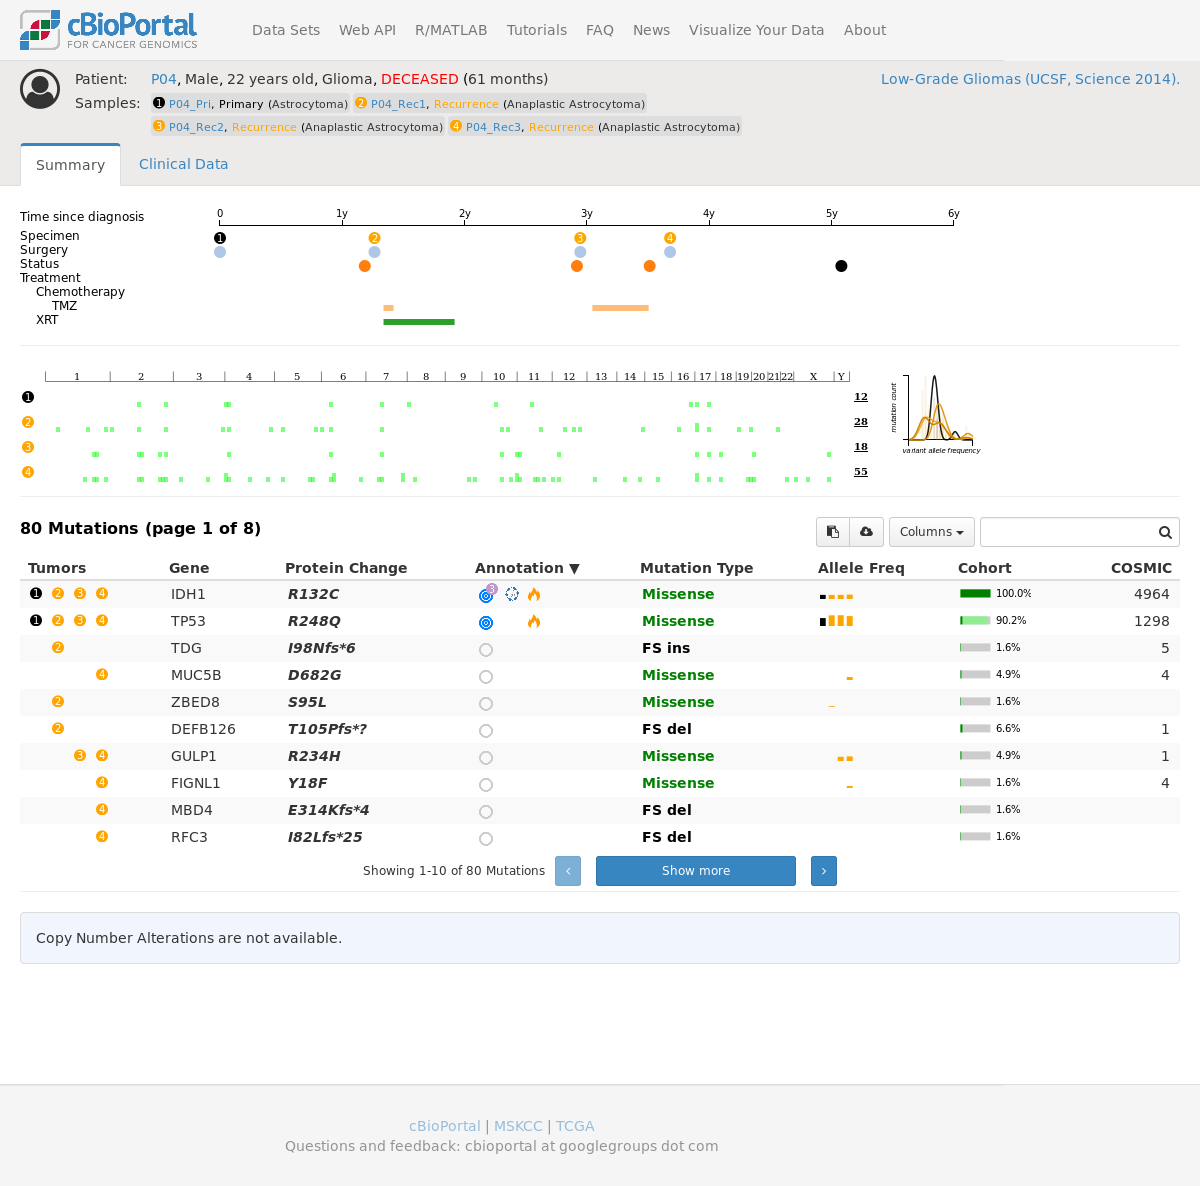 cBioPortal
FOR CANCER GENOMICS
Data Sets Web API R/MATLAB Tutorials FAQ News Visualize Your Data About
Patient: P04, Male, 22 years old, Glioma, DECEASED (61 months) Low-Grade Gliomas (UCSF, Science 2014).
Samples: 1 P04_Pri, Primary (Astrocytoma) 2 P04_Rec1, Recurrence (Anaplastic Astrocytoma)
3 P04_Rec2, Recurrence (Anaplastic Astrocytoma) 4 P04_Rec3, Recurrence (Anaplastic Astrocytoma)
Summary Clinical Data
Time since diagnosis 0 1y 2y 3y 4y 5y 6y
Specimen 1 2 3 4
Surgery
Status
Treatment
Chemotherapy
TMZ
XRT
1 2 3 4 5 6 7 8 9 10 11 12 13 14 15 16 17 18 19 20 21 22 X Y
1 12
2 28
3 18
4 55
mutation count
variant allele frequency
80 Mutations (page 1 of 8) Columns
Tumors Gene Protein Change Annotation ▼ Mutation Type Allele Freq Cohort COSMIC
1 2 3 4 IDH1 R132C 3 Missense 100.0% 4964
1 2 3 4 TP53 R248Q Missense 90.2% 1298
2 TDG I98Nfs*6 FS ins 1.6% 5
4 MUC5B D682G Missense 4.9% 4
2 ZBED8 S95L Missense 1.6%
2 DEFB126 T105Pfs*? FS del 6.6% 1
3 4 GULP1 R234H Missense 4.9% 1
4 FIGNL1 Y18F Missense 1.6% 4
4 MBD4 E314Kfs*4 FS del 1.6%
4 RFC3 I82Lfs*25 FS del 1.6%
Showing 1-10 of 80 Mutations ‹ Show more ›
Copy Number Alterations are not available.
cBioPortal | MSKCC | TCGA
Questions and feedback: cbioportal at googlegroups dot com